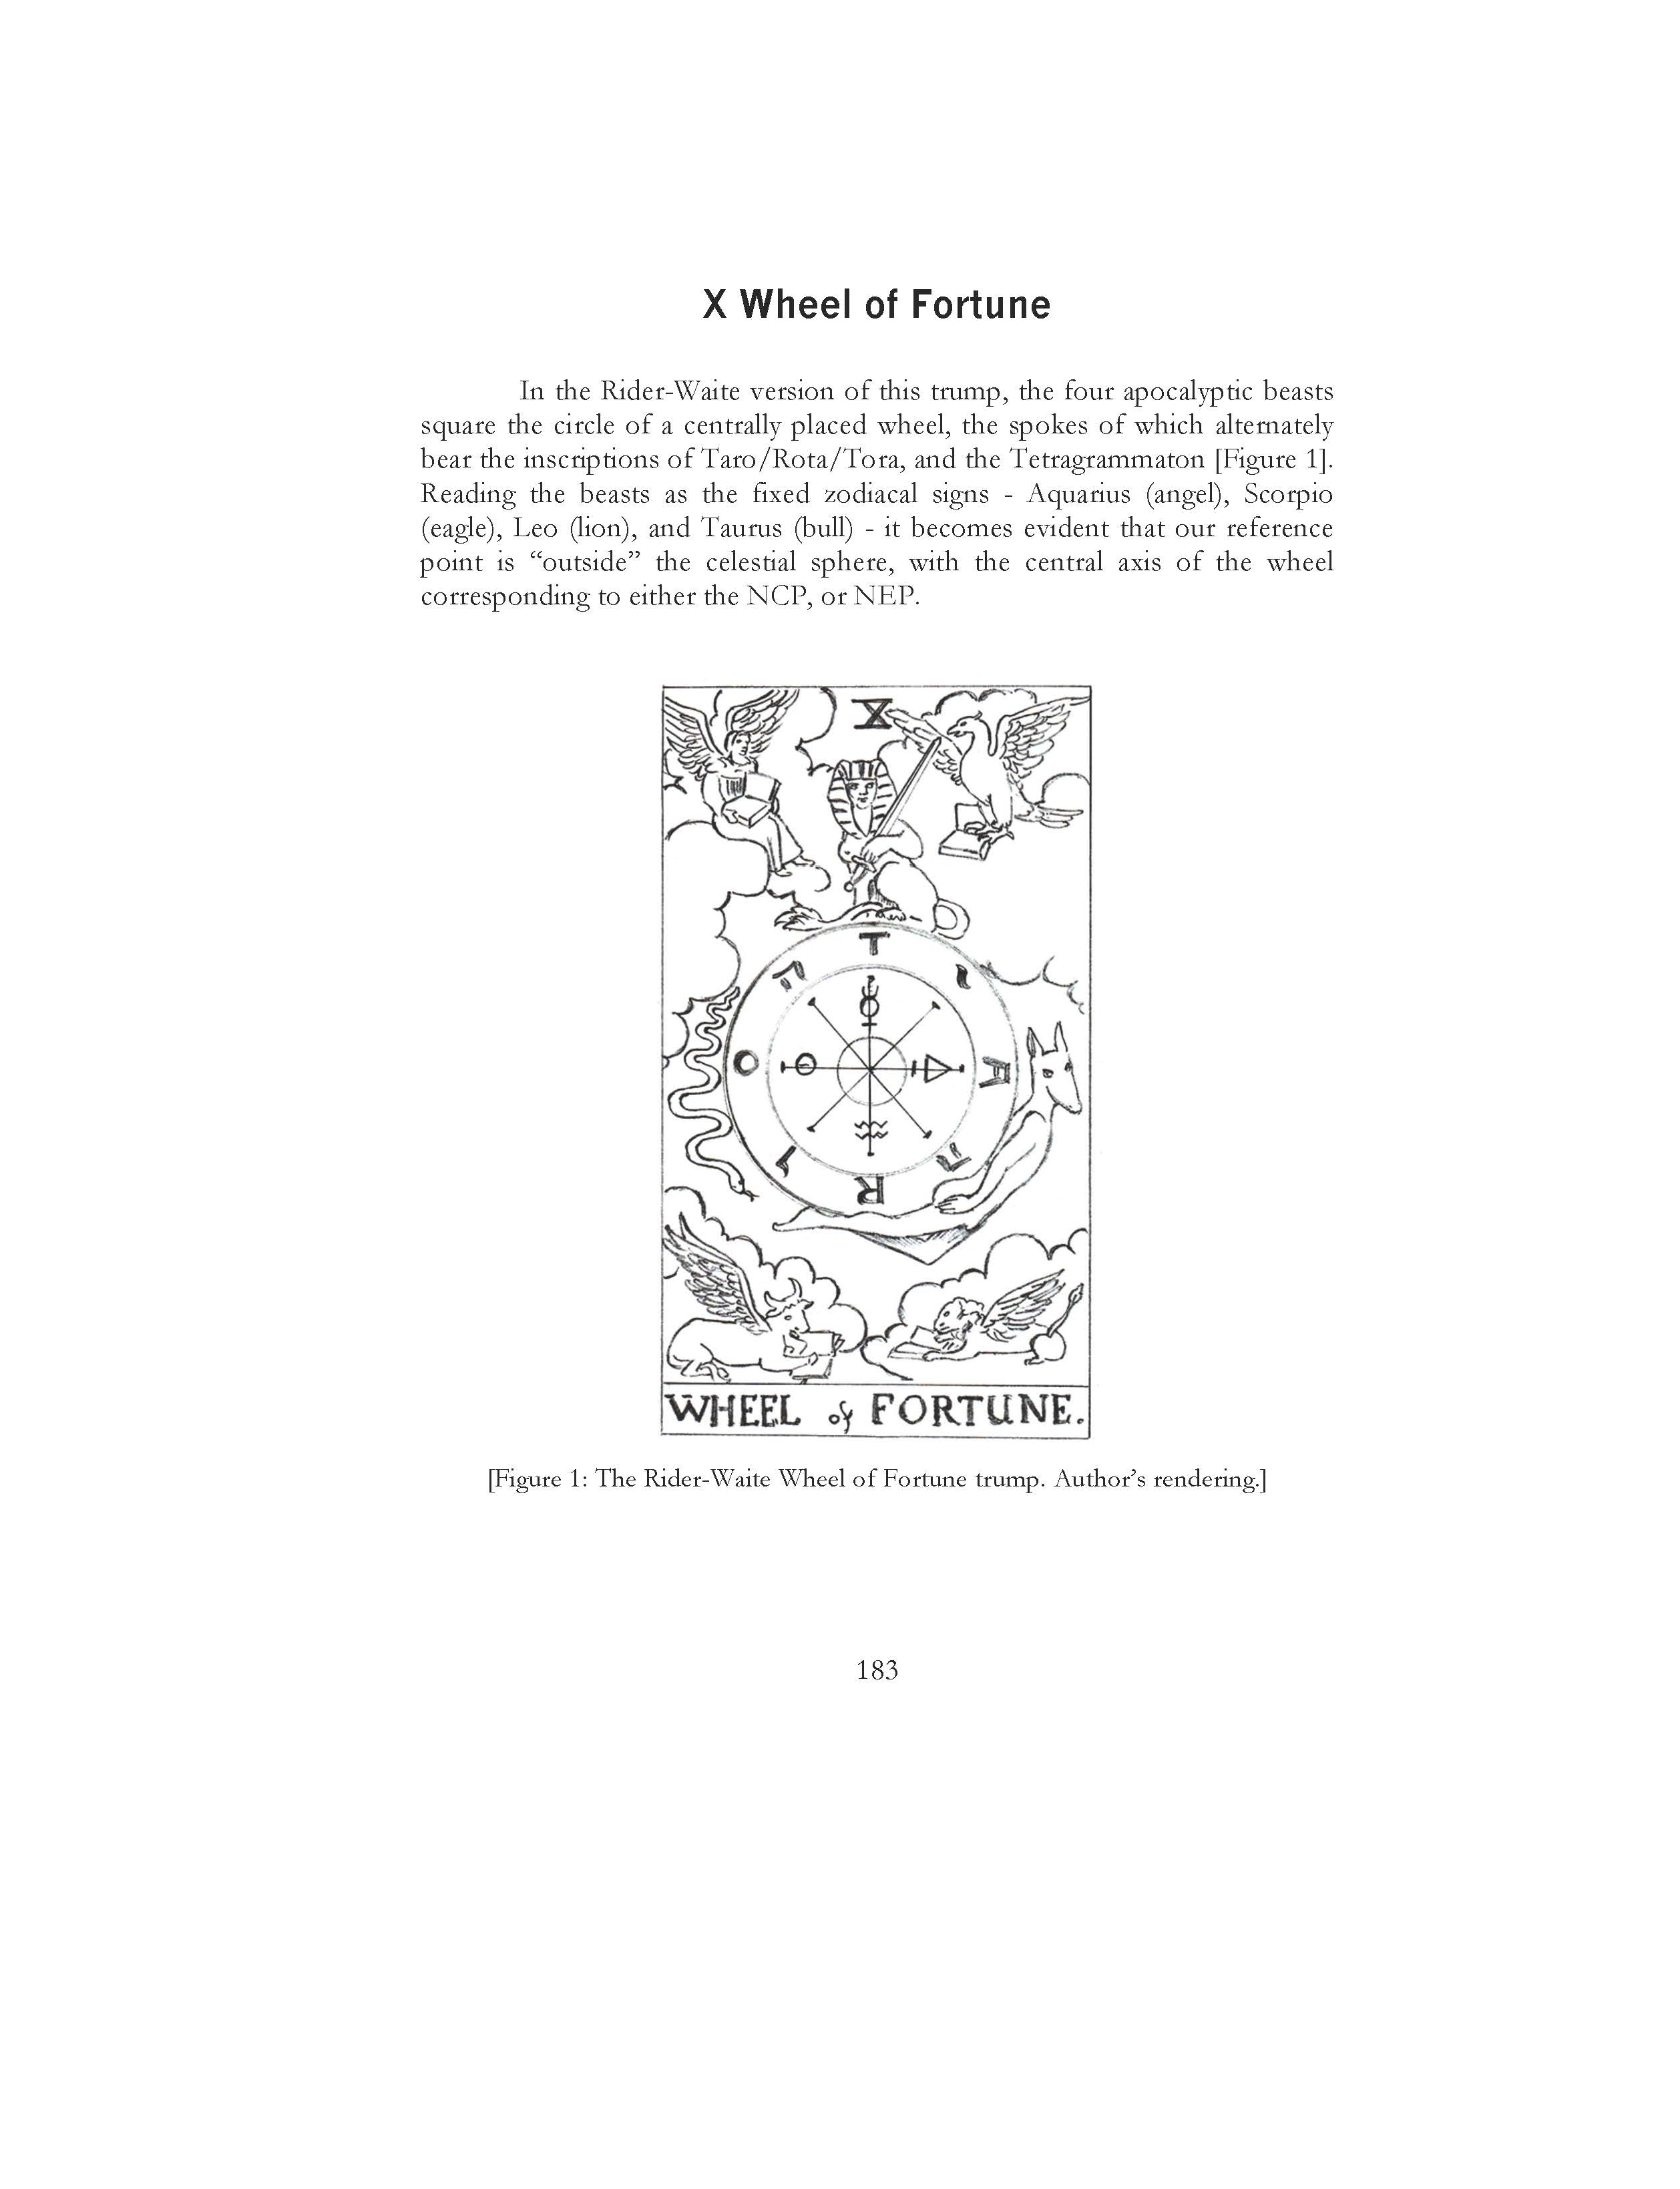 X Wheel of Fortune
In the Rider-Waite version of this trump, the four apocalyptic beasts
square the circle of a centrally placed wheel, the spokes of which alternately
bear the inscriptions of Taro/Rota/Tora, and the Tetragrammaton [Figure 1].
Reading the beasts as the fixed zodiacal signs - Aquarius (angel), Scorpio
(eagle), Leo (lion), and Taurus (bull) - it becomes evident that our reference
point is “outside” the celestial sphere, with the central axis of the wheel
corresponding to either the NCP, or NEP.
X
T
י
A
ה
R
ו
O
ה
WHEEL of FORTUNE.
[Figure 1: The Rider-Waite Wheel of Fortune trump. Author’s rendering.]
183